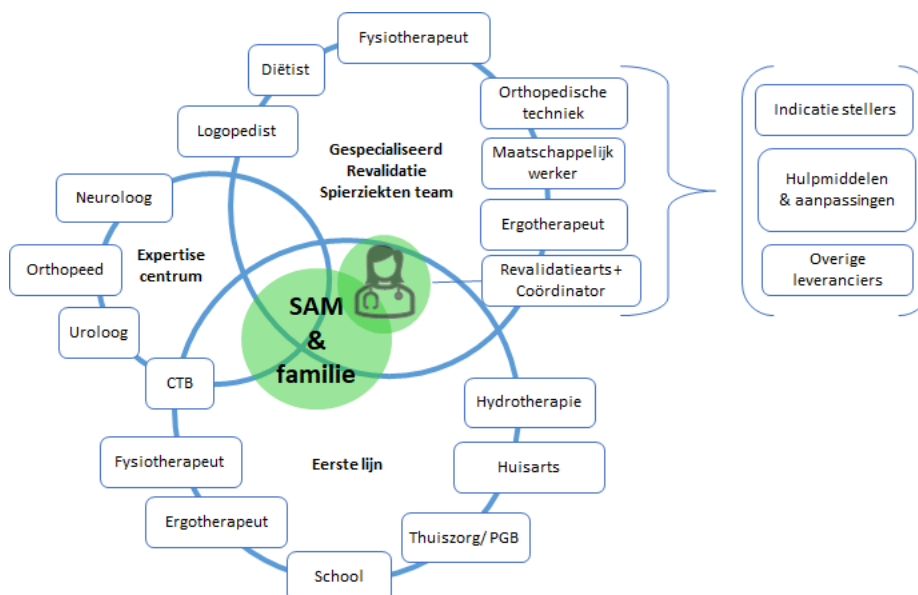 Fysiotherapeut
Diëtist
Logopedist
Gespecialiseerd
Revalidatie
Spierziekten team
Orthopedische
techniek
Maatschappelijk
werker
Ergotherapeut
Revalidatiearts +
Coördinator
Indicatie stellers
Hulpmiddelen
& aanpassingen
Overige
leveranciers
Neuroloog
Orthopeed
Uroloog
CTB
Expertise
centrum
SAM
&
familie
Hydrotherapie
Huisarts
Thuiszorg/ PGB
School
Ergotherapeut
Fysiotherapeut
Eerste lijn